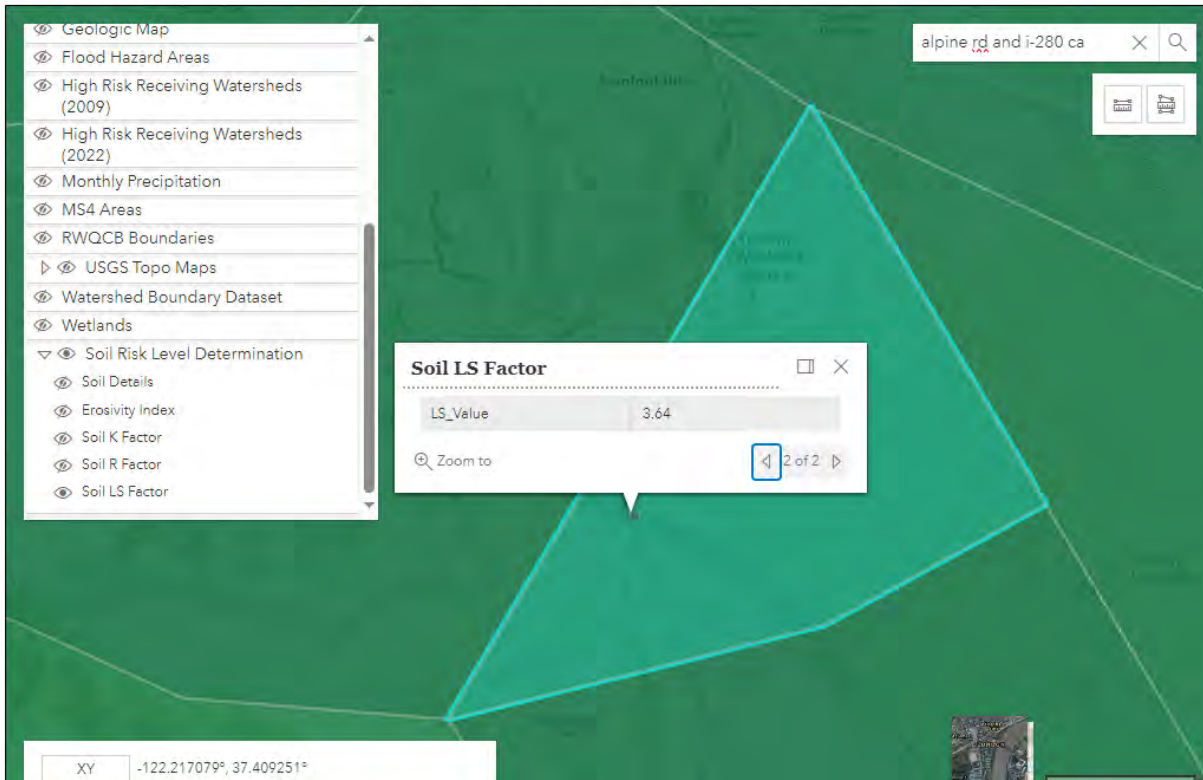 Geologic Map
Flood Hazard Areas
High Risk Receiving Watersheds
(2009)
High Risk Receiving Watersheds
(2022)
Monthly Precipitation
MS4 Areas
RWQCB Boundaries
USGS Topo Maps
Watershed Boundary Dataset
Wetlands
Soil Risk Level Determination
Soil Details
Erosivity Index
Soil K Factor
Soil R Factor
Soil LS Factor
alpine rd and i-280 ca
Soil LS Factor
LS_Value 3.64
Zoom to 2 of 2
XY -122.217079°, 37.409251°